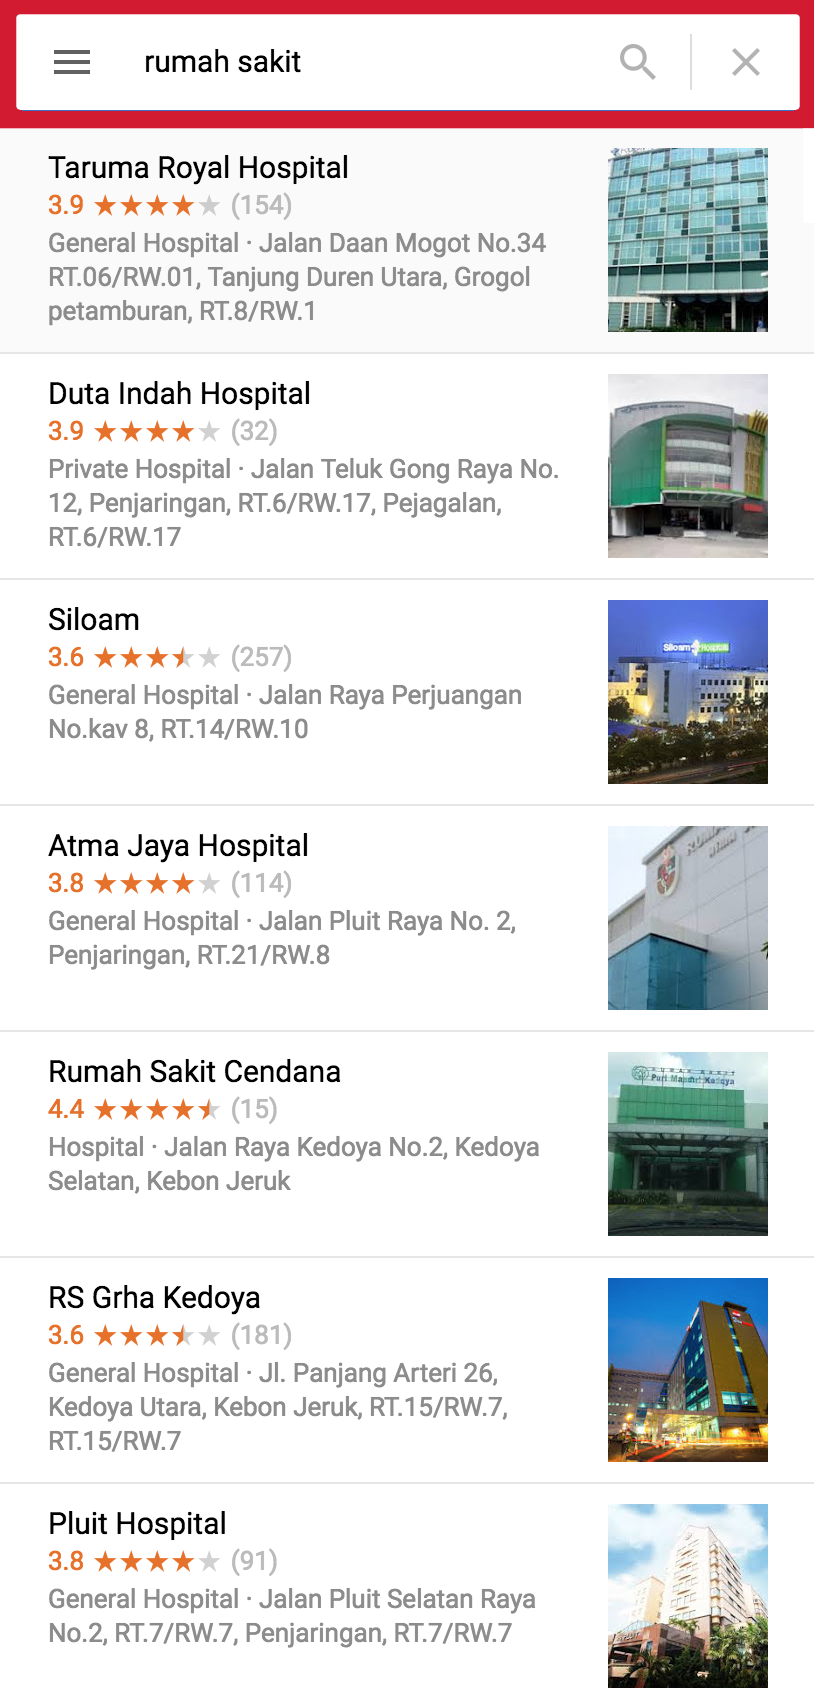 rumah sakit
Taruma Royal Hospital
3.9 (154)
General Hospital · Jalan Daan Mogot No.34
RT.06/RW.01, Tanjung Duren Utara, Grogol
petamburan, RT.8/RW.1
Duta Indah Hospital
3.9 (32)
Private Hospital · Jalan Teluk Gong Raya No.
12, Penjaringan, RT.6/RW.17, Pejagalan,
RT.6/RW.17
Siloam
3.6 (257)
General Hospital · Jalan Raya Perjuangan
No.kav 8, RT.14/RW.10
Siloam Hospitals
Atma Jaya Hospital
3.8 (114)
General Hospital · Jalan Pluit Raya No. 2,
Penjaringan, RT.21/RW.8
Rumah Sakit Cendana
4.4 (15)
Hospital · Jalan Raya Kedoya No.2, Kedoya
Selatan, Kebon Jeruk
RUMAH SAKIT
Puri Mandiri Kedoya
RS Grha Kedoya
3.6 (181)
General Hospital · Jl. Panjang Arteri 26,
Kedoya Utara, Kebon Jeruk, RT.15/RW.7,
RT.15/RW.7
Pluit Hospital
3.8 (91)
General Hospital · Jalan Pluit Selatan Raya
No.2, RT.7/RW.7, Penjaringan, RT.7/RW.7